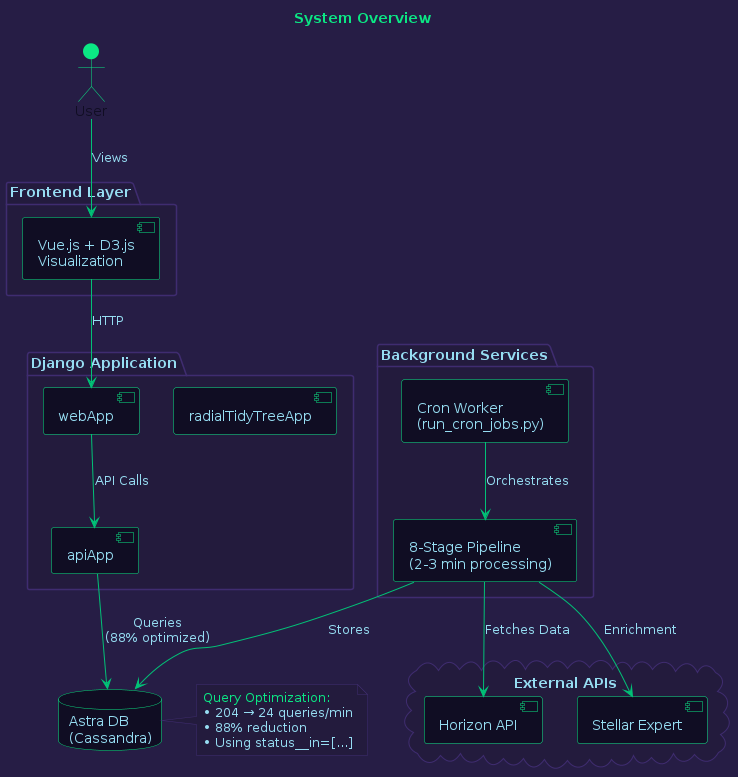 System Overview
User
Views
Frontend Layer
Vue.js + D3.js
Visualization
HTTP
Django Application
webApp
radialTidyTreeApp
API Calls
apiApp
Background Services
Cron Worker
(run_cron_jobs.py)
Orchestrates
8-Stage Pipeline
(2-3 min processing)
Queries
(88% optimized)
Stores
Fetches Data
Enrichment
External APIs
Horizon API
Stellar Expert
Astra DB
(Cassandra)
Query Optimization:
• 204 → 24 queries/min
• 88% reduction
• Using status__in=[...]